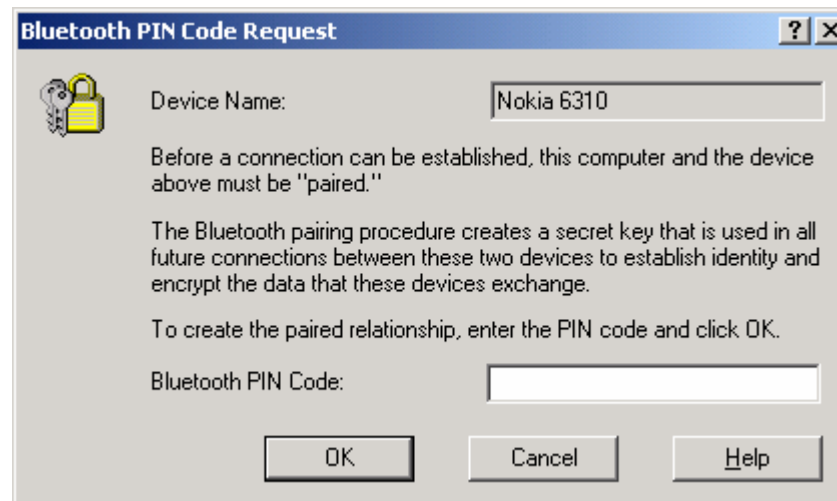 Bluetooth PIN Code Request
Device Name: Nokia 6310
Before a connection can be established, this computer and the device
above must be "paired."
The Bluetooth pairing procedure creates a secret key that is used in all
future connections between these two devices to establish identity and
encrypt the data that these devices exchange.
To create the paired relationship, enter the PIN code and click OK.
Bluetooth PIN Code:
OK Cancel Help